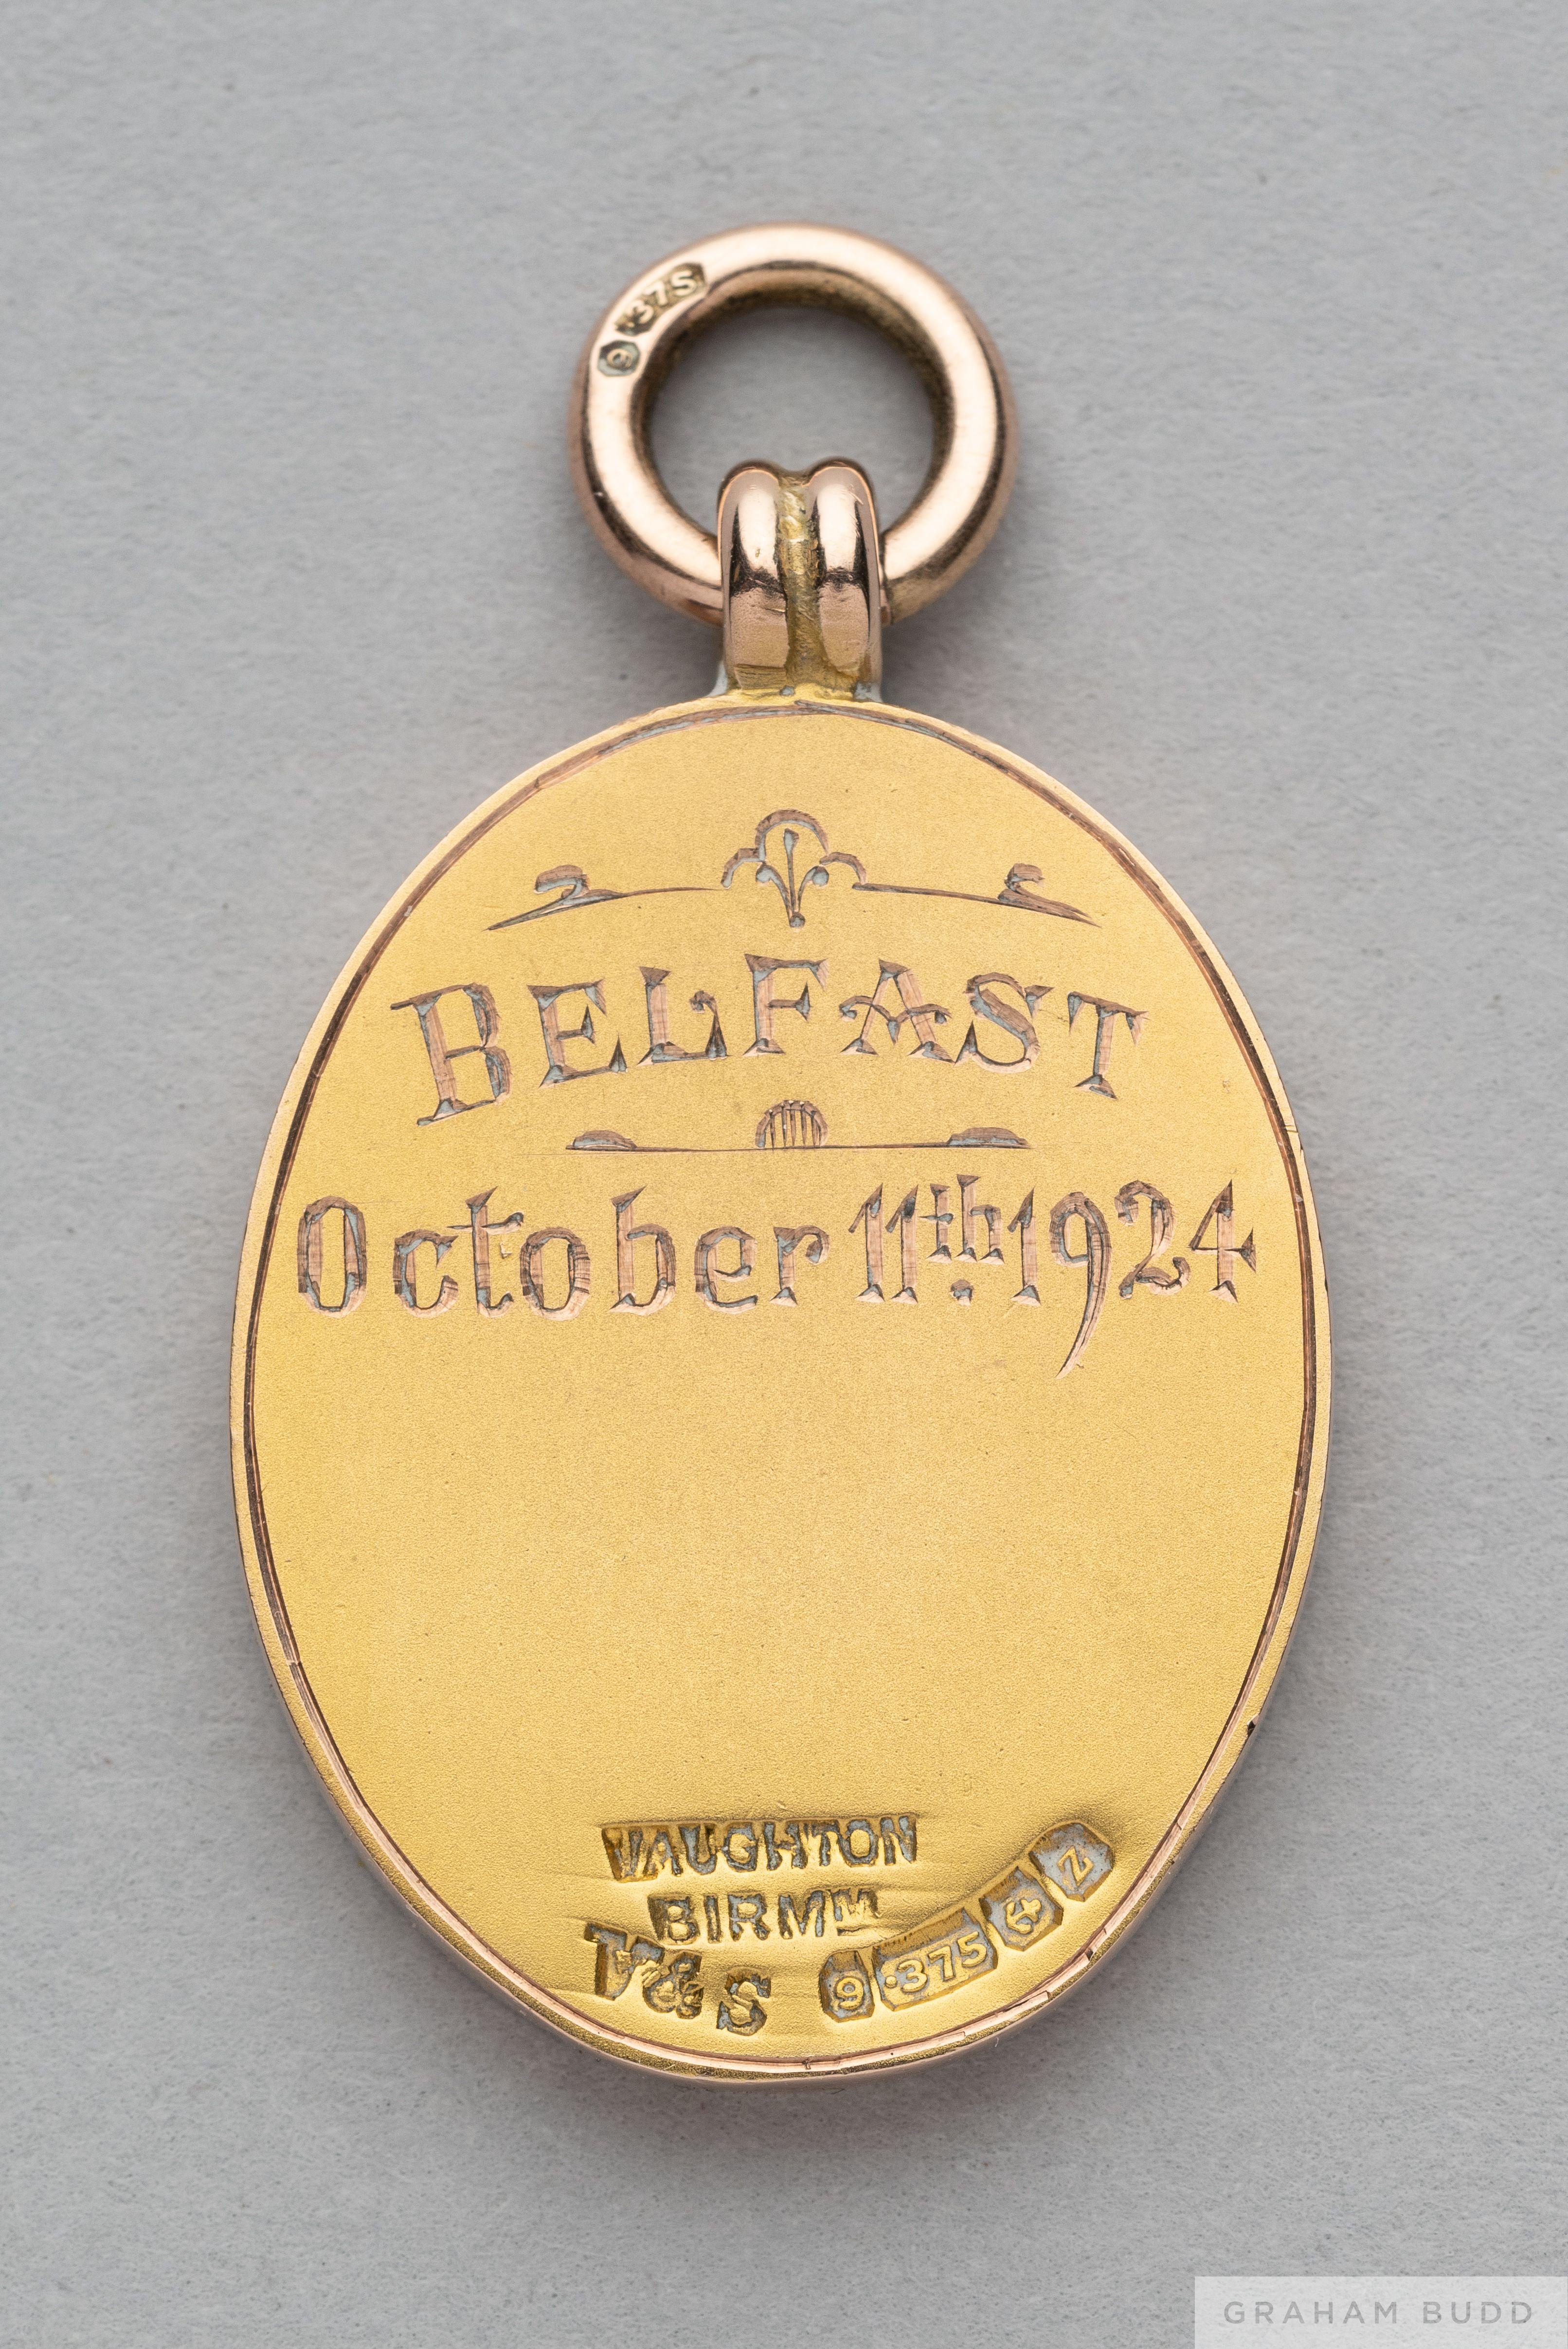 9 .375
BELFAST
October 11th. 1924
VAUGHTON
BIRMM
V&S 9 .375 Z
GRAHAM BUDD